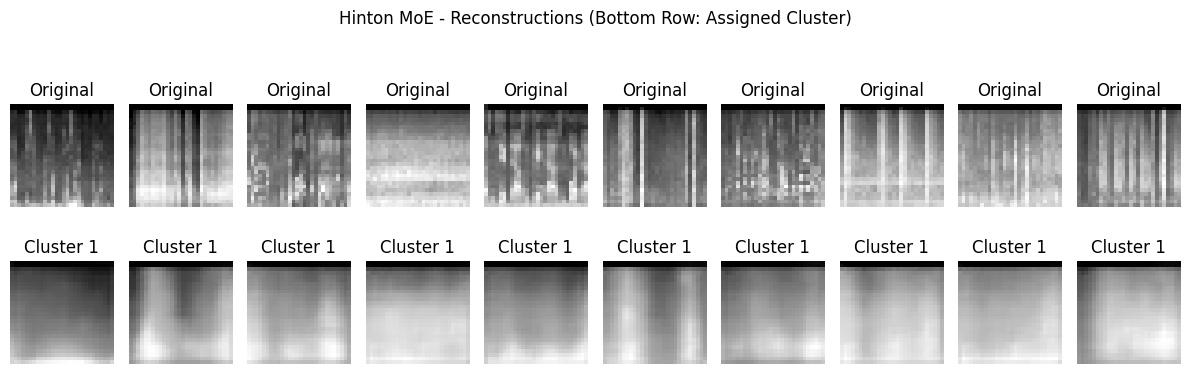 Hinton MoE - Reconstructions (Bottom Row: Assigned Cluster)
Original Original Original Original Original Original Original Original Original Original
Cluster 1 Cluster 1 Cluster 1 Cluster 1 Cluster 1 Cluster 1 Cluster 1 Cluster 1 Cluster 1 Cluster 1